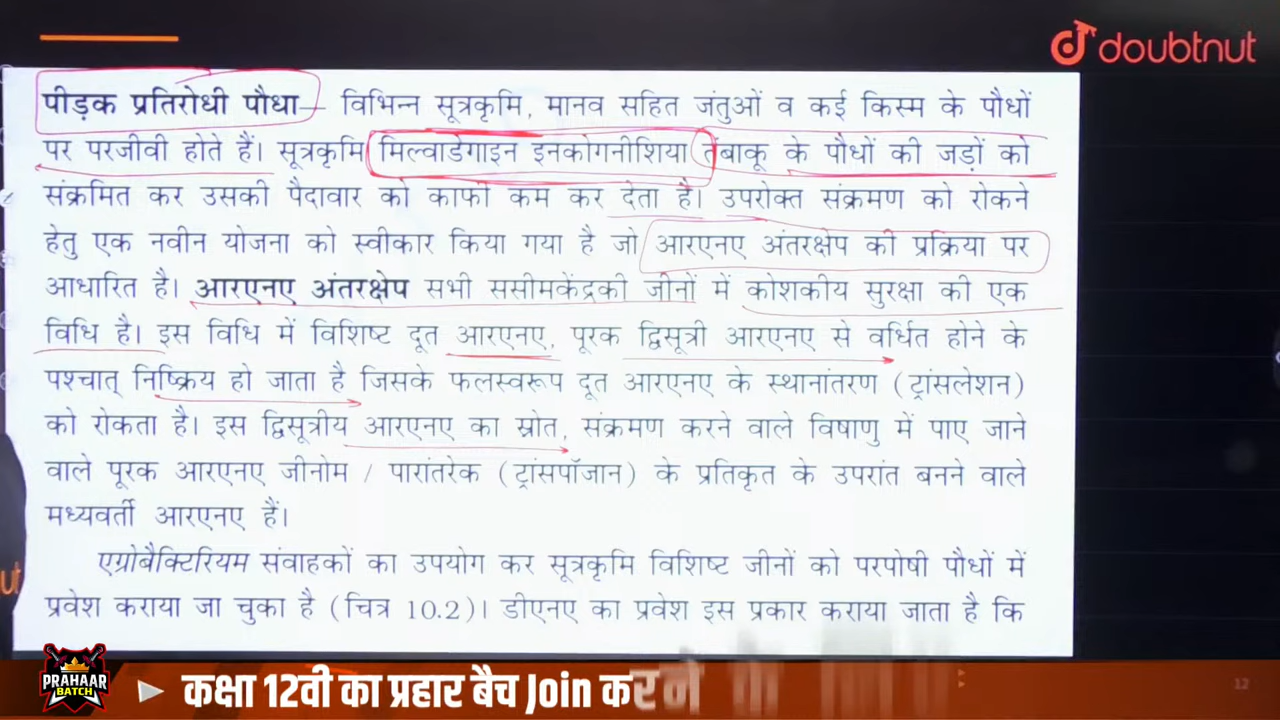 doubtnut
पीड़क प्रतिरोधी पौधा– विभिन्न सूत्रकृमि, मानव सहित जंतुओं व कई किस्म के पौधों
पर परजीवी होते हैं। सूत्रकृमि मिल्वाडेगाइन इनकोगनीशिया तंबाकू के पौधों की जड़ों को
संक्रमित कर उसकी पैदावार को काफी कम कर देता है। उपरोक्त संक्रमण को रोकने
हेतु एक नवीन योजना को स्वीकार किया गया है जो आरएनए अंतरक्षेप की प्रक्रिया पर
आधारित है। आरएनए अंतरक्षेप सभी ससीमकेंद्रकी जीनों में कोशकीय सुरक्षा की एक
विधि है। इस विधि में विशिष्ट दूत आरएनए, पूरक द्विसूत्री आरएनए से वर्धित होने के
पश्चात् निष्क्रिय हो जाता है जिसके फलस्वरूप दूत आरएनए के स्थानांतरण (ट्रांसलेशन)
को रोकता है। इस द्विसूत्रीय आरएनए का स्रोत, संक्रमण करने वाले विषाणु में पाए जाने
वाले पूरक आरएनए जीनोम / पारांतरेक (ट्रांसपॉजान) के प्रतिकृत के उपरांत बनने वाले
मध्यवर्ती आरएनए हैं।
एग्रोबैक्टिरियम संवाहकों का उपयोग कर सूत्रकृमि विशिष्ट जीनों को परपोषी पौधों में
प्रवेश कराया जा चुका है (चित्र 10.2)। डीएनए का प्रवेश इस प्रकार कराया जाता है कि
PRAHAAR
BATCH
कक्षा 12वी का प्रहार बैच Join करने
12